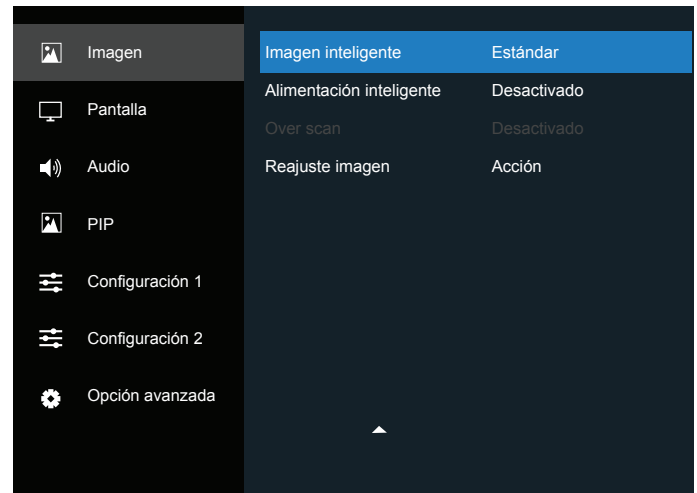 Imagen
Pantalla
Audio
PIP
Configuración 1
Configuración 2
Opción avanzada
Imagen inteligente Estándar
Alimentación inteligente Desactivado
Over scan Desactivado
Reajuste imagen Acción